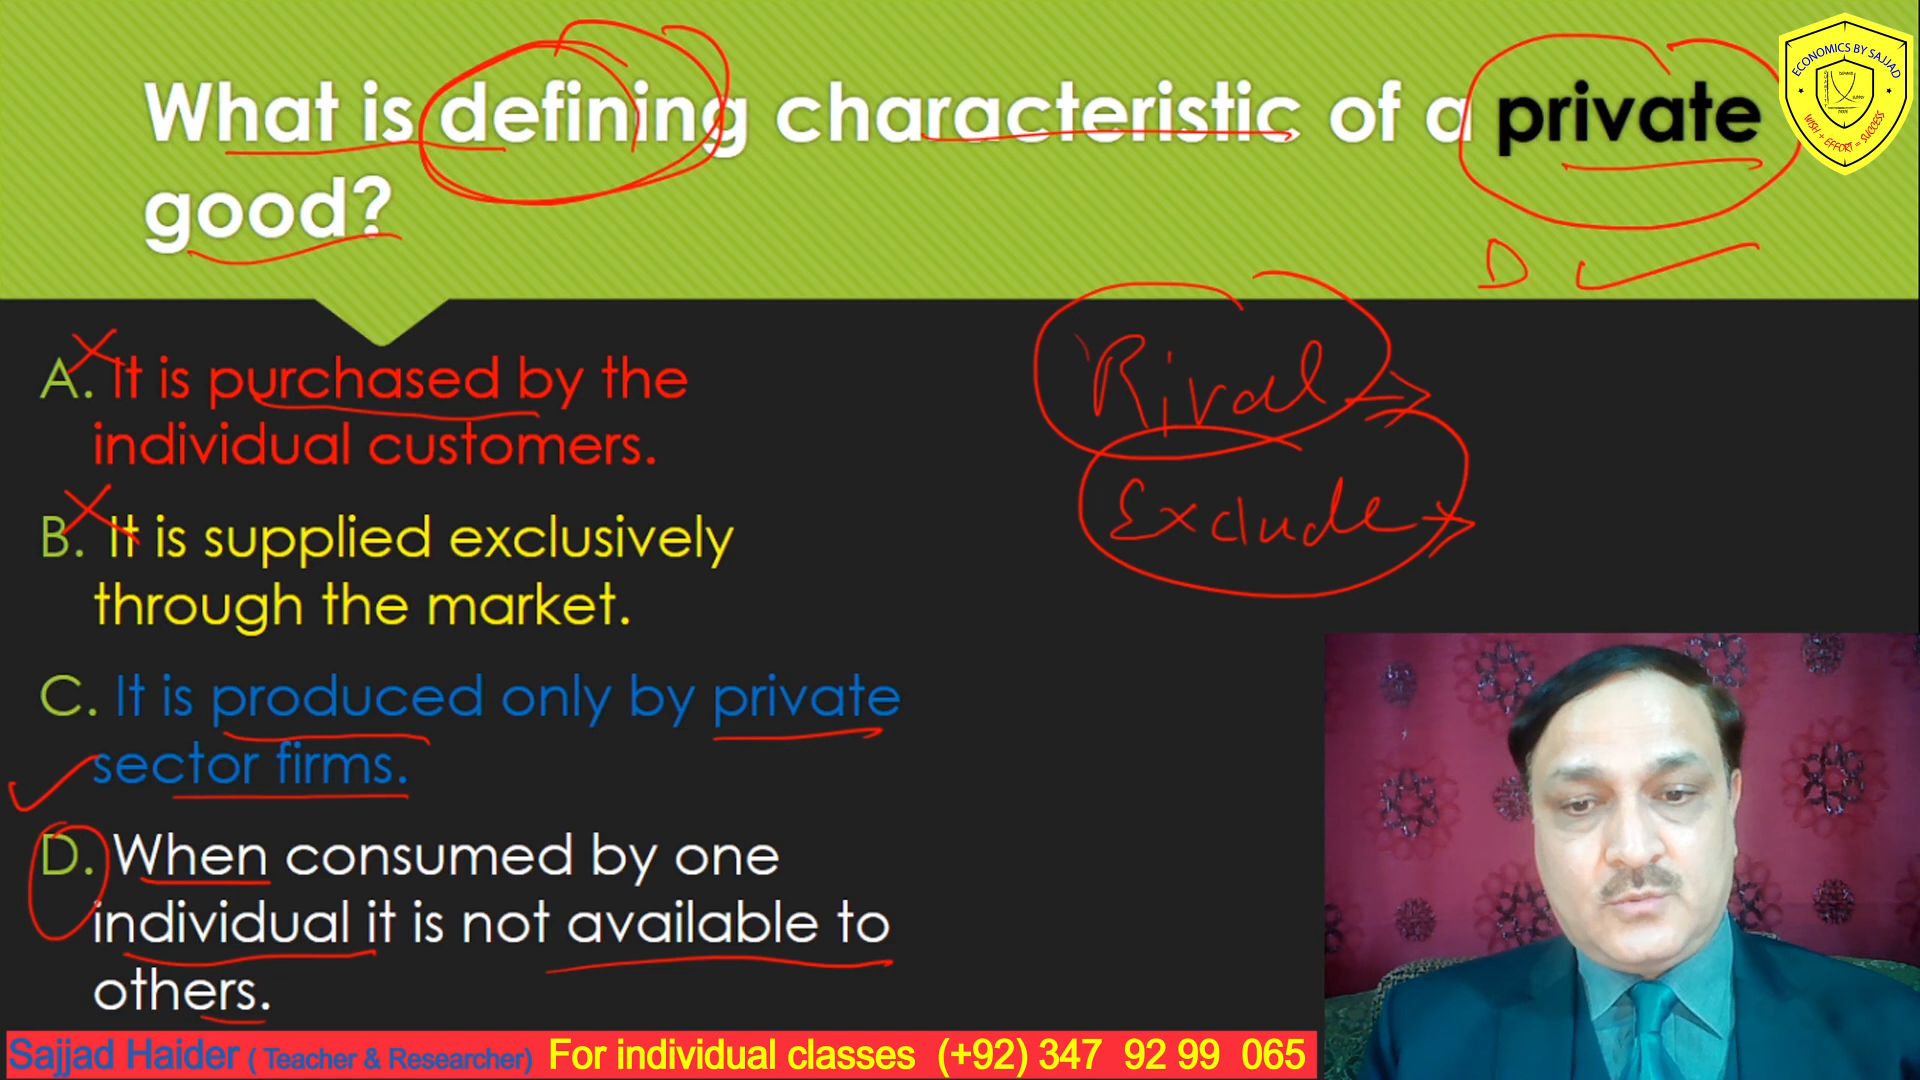 What is defining characteristic of a private
good?
ECONOMICS BY SAJJAD
WISH + EFFORT = SUCCESS
D
Rival
Exclude
A. It is purchased by the
individual customers.
B. It is supplied exclusively
through the market.
C. It is produced only by private
sector firms.
D. When consumed by one
individual it is not available to
others.
Sajjad Haider ( Teacher & Researcher) For individual classes (+92) 347 92 99 065